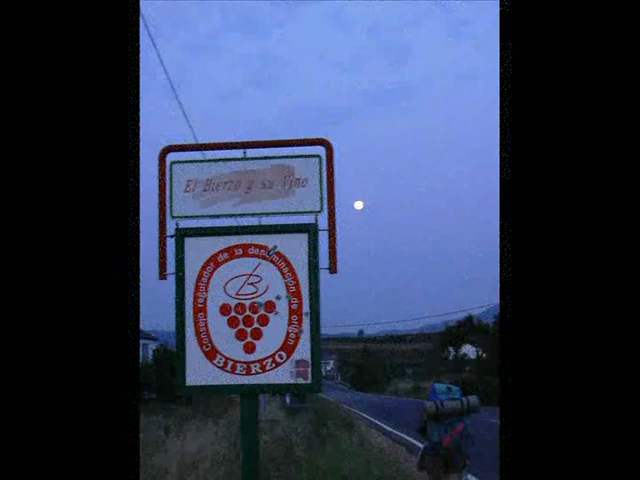 El Bierzo y su Vino
Consejo regulador de la denominación de origen
B
BIERZO